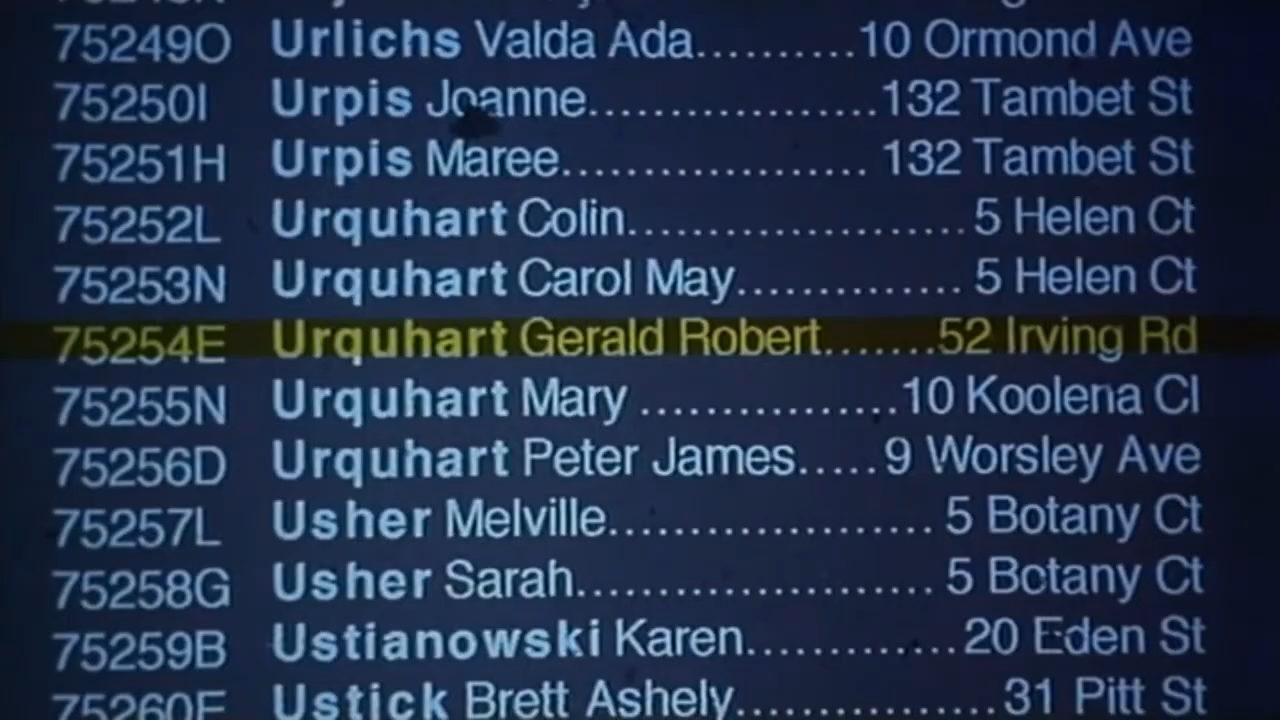 75249O Urlichs Valda Ada..........10 Ormond Ave
75250I Urpis Joanne..................132 Tambet St
75251H Urpis Maree................... 132 Tambet St
75252L Urquhart Colin......................5 Helen Ct
75253N Urquhart Carol May.............. 5 Helen Ct
75254E Urquhart Gerald Robert.......52 Irving Rd
75255N Urquhart Mary ................10 Koolena Cl
75256D Urquhart Peter James.....9 Worsley Ave
75257L Usher Melville.................... 5 Botany Ct
75258G Usher Sarah...................... 5 Botany Ct
75259B Ustianowski Karen.............20 Eden St
Ustick Brett Ashely.................31 Pitt St